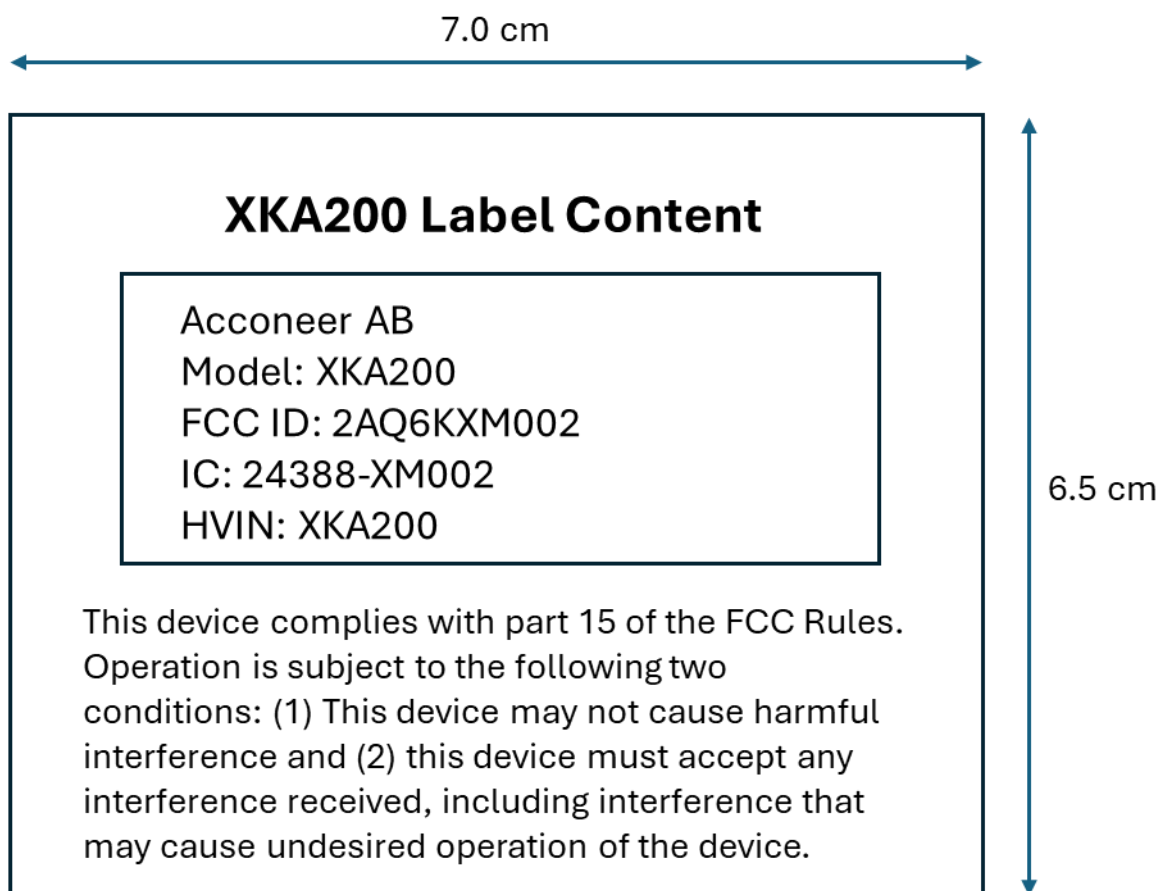 7.0 cm
XKA200 Label Content
Acconeer AB
Model: XKA200
FCC ID: 2AQ6KXM002
IC: 24388-XM002
HVIN: XKA200
6.5 cm
This device complies with part 15 of the FCC Rules.
Operation is subject to the following two
conditions: (1) This device may not cause harmful
interference and (2) this device must accept any
interference received, including interference that
may cause undesired operation of the device.